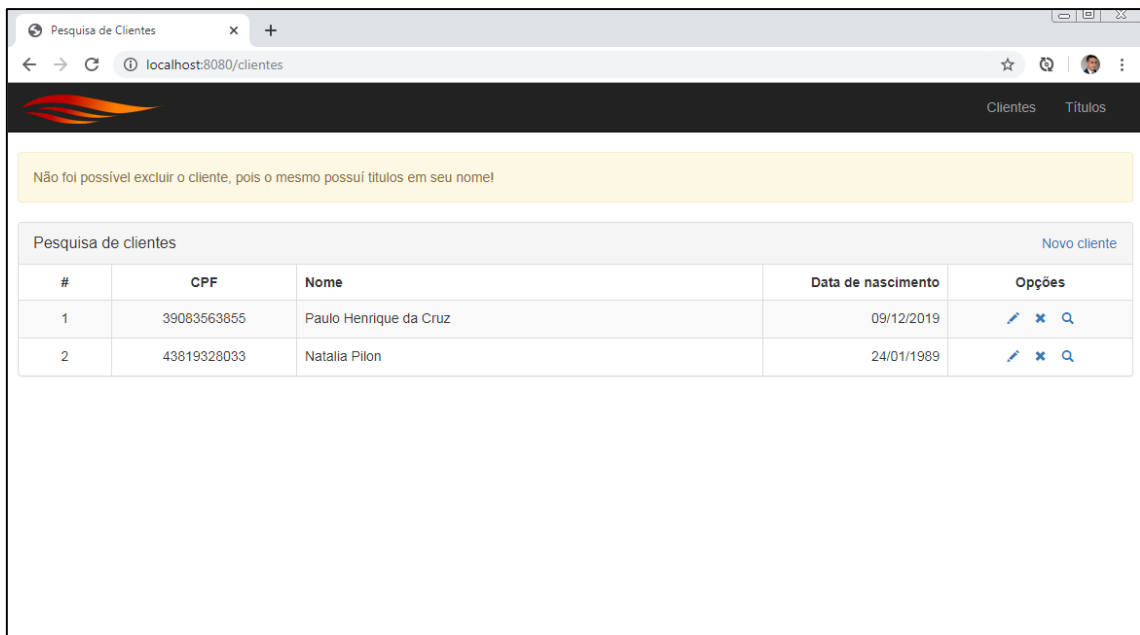 Pesquisa de Clientes
localhost:8080/clientes
Clientes Títulos
Não foi possível excluir o cliente, pois o mesmo possuí titulos em seu nome!
Pesquisa de clientes Novo cliente
# CPF Nome Data de nascimento Opções
1 39083563855 Paulo Henrique da Cruz 09/12/2019
2 43819328033 Natalia Pilon 24/01/1989